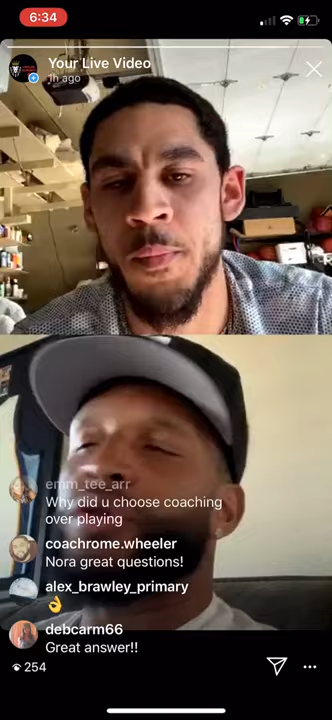 6:34
Your Live Video
1h ago
emm_tee_arr
Why did u choose coaching
over playing
coachrome.wheeler
Nora great questions!
alex_brawley_primary
👌
debcarm66
Great answer!!
254